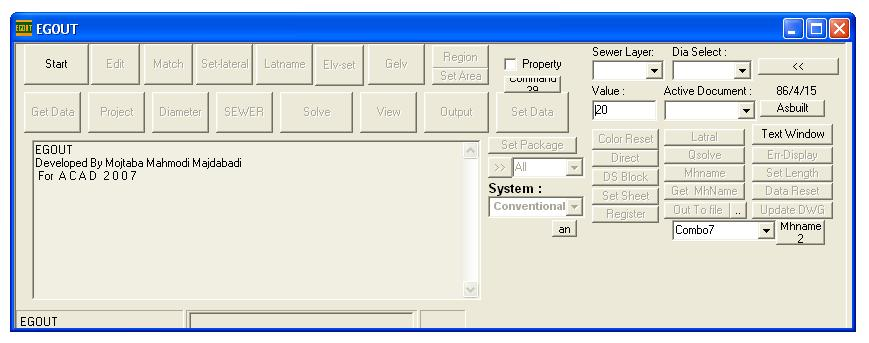 EGOUT EGOUT
Start Edit Match Set-lateral Latname Elv-set Gelv Region
Set Area
Property
Command
29
Sewer Layer: Dia Select :
<<
Value : Active Document : 86/4/15
20
Asbuilt
Get Data Project Diameter SEWER Solve View Output Set Data
EGOUT
Developed By Mojtaba Mahmodi Majdabadi
For A C A D 2 0 0 7
Set Package
>> All
System :
Conventional
an
Color Reset Latral Text Window
Direct Qsolve Err-Display
DS Block Mhname Set Length
Set Sheet Get MhName Data Reset
Register Out To file .. Update DWG
Combo7 Mhname
2
EGOUT